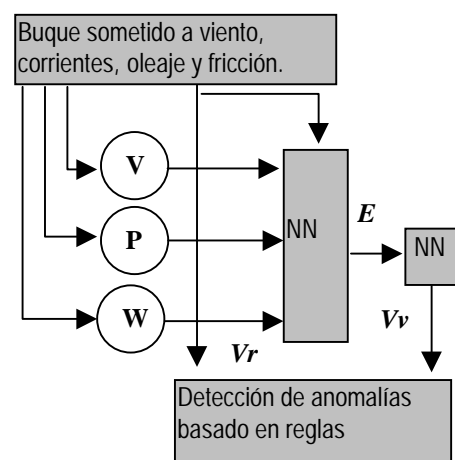 Buque sometido a viento,
corrientes, oleaje y fricción.
V
P
W
NN
E
NN
Vr
Vv
Detección de anomalías
basado en reglas